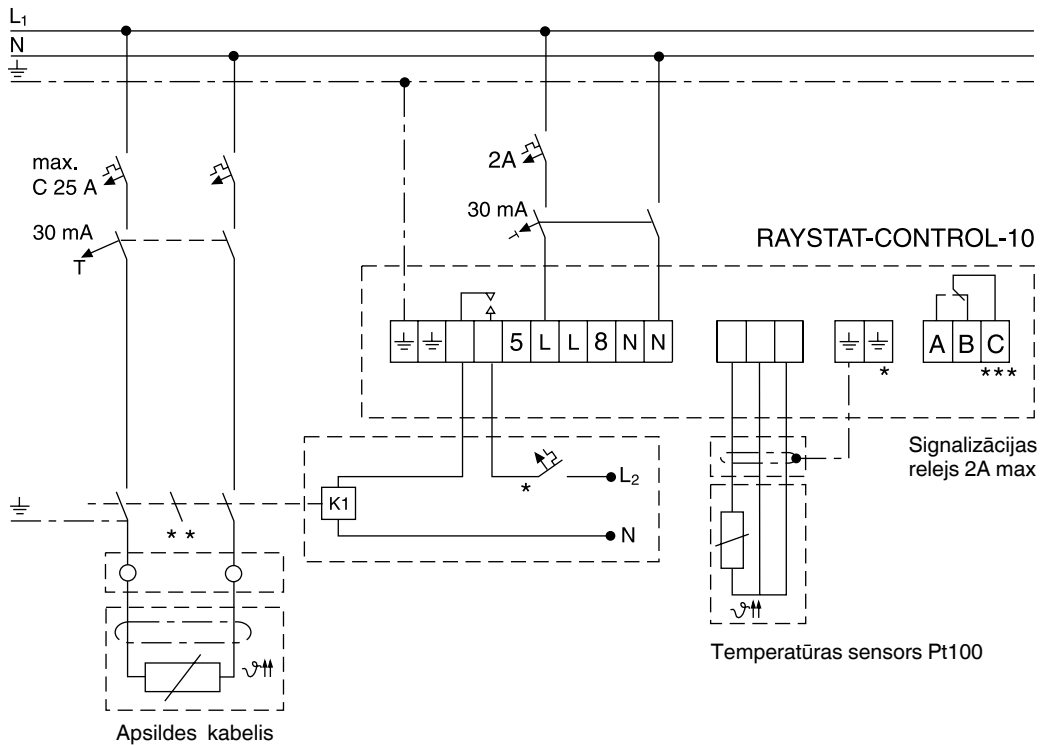 L₁
N
max.
C 25 A
2A
30 mA
30 mA
T
T
RAYSTAT-CONTROL-10
5 L L 8 N N
A B C
*
***
Signalizācijas
relejs 2A max
K1
*
L₂
N
* *
ϑ
ϑ
Temperatūras sensors Pt100
Apsildes kabelis